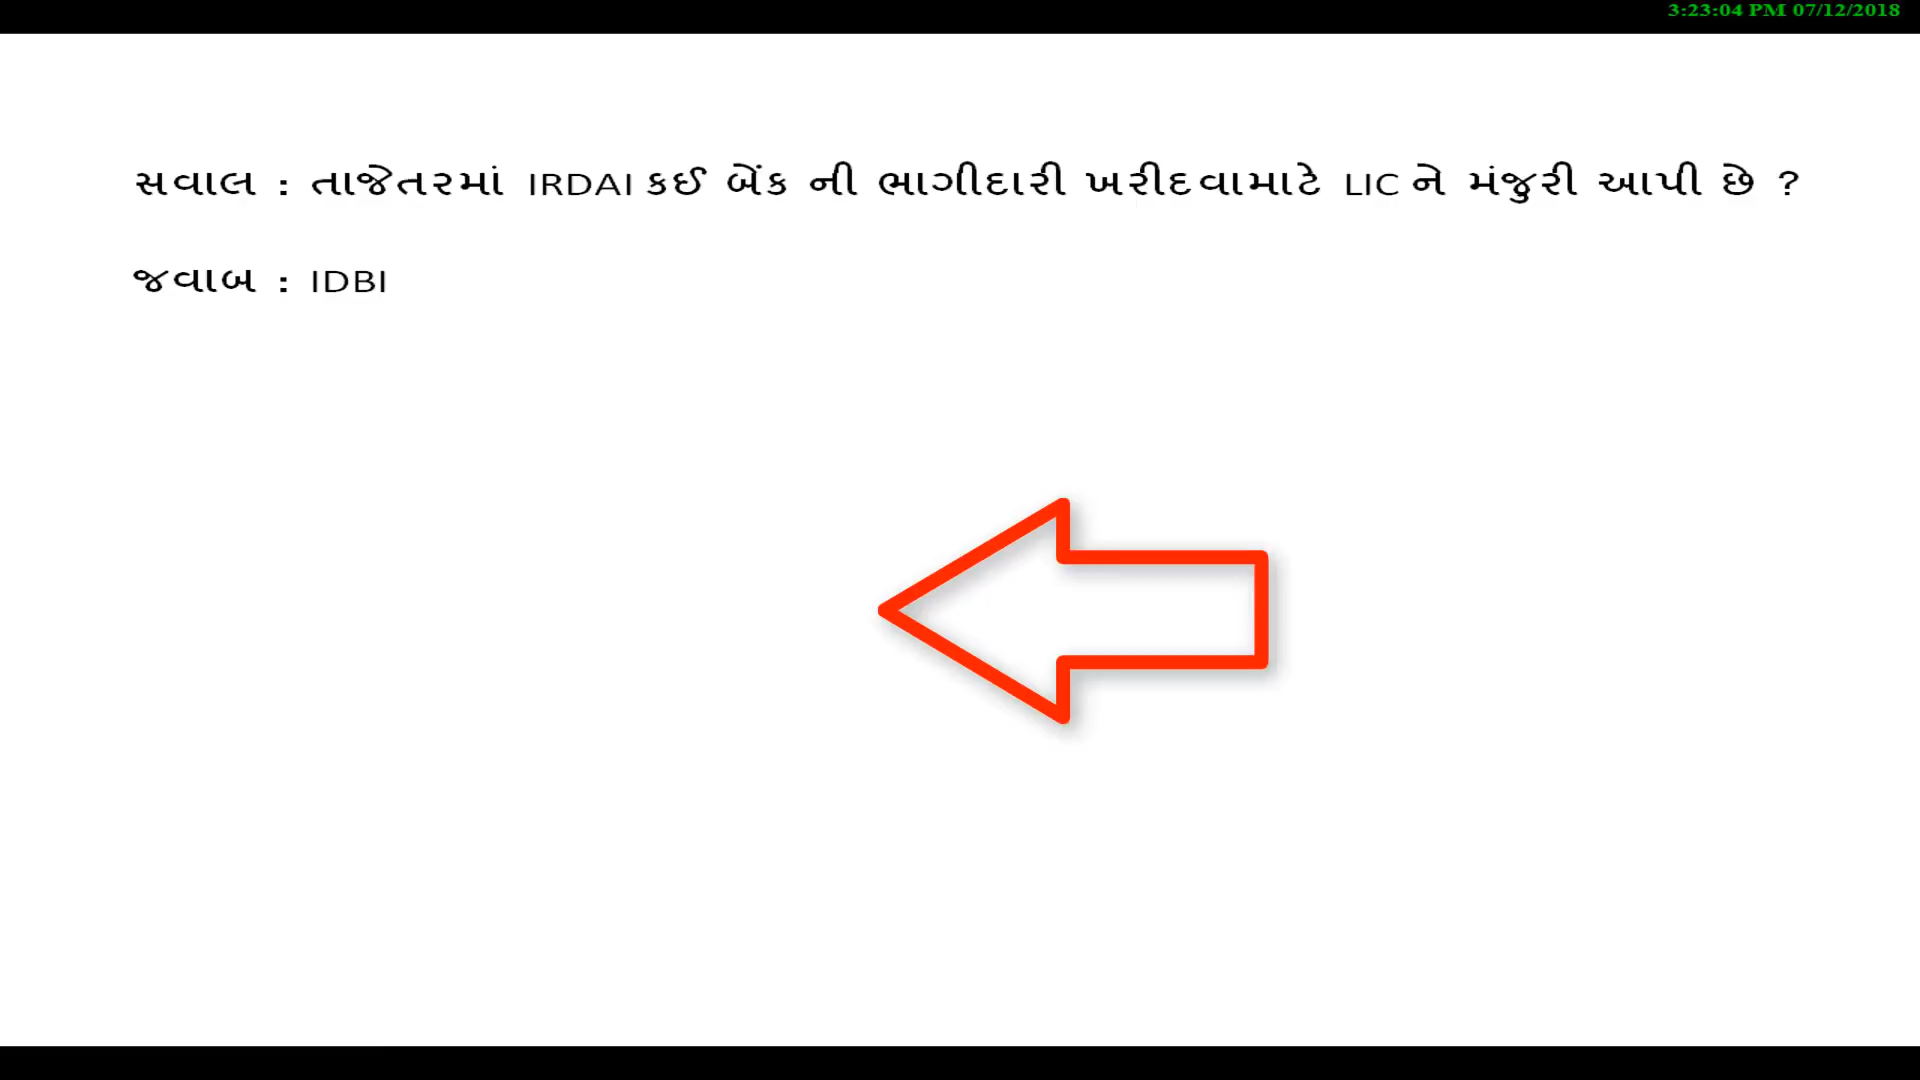 3:23:04 PM 07/12/2018
સવાલ : તાજેતરમાં IRDAI કઈ બેંક ની ભાગીદારી ખરીદવામાટે LIC ને મંજુરી આપી છે ?
જવાબ : IDBI